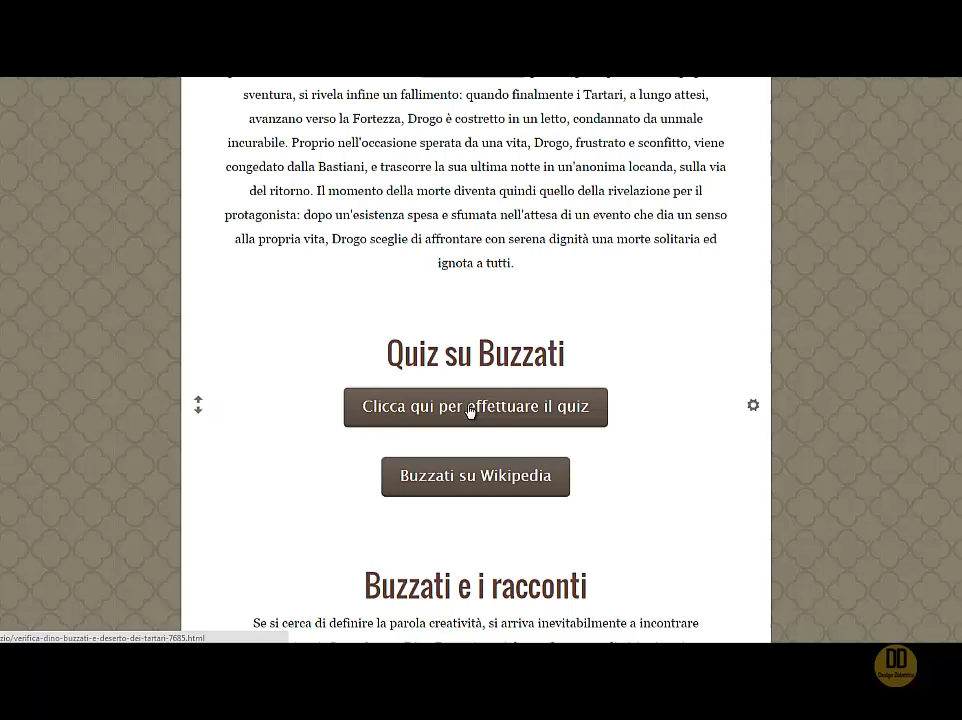 sventura, si rivela infine un fallimento: quando finalmente i Tartari, a lungo attesi,
avanzano verso la Fortezza, Drogo è costretto in un letto, condannato da unmale
incurabile. Proprio nell'occasione sperata da una vita, Drogo, frustrato e sconfitto, viene
congedato dalla Bastiani, e trascorre la sua ultima notte in un'anonima locanda, sulla via
del ritorno. Il momento della morte diventa quindi quello della rivelazione per il
protagonista: dopo un'esistenza spesa e sfumata nell'attesa di un evento che dia un senso
alla propria vita, Drogo sceglie di affrontare con serena dignità una morte solitaria ed
ignota a tutti.
Quiz su Buzzati
Clicca qui per effettuare il quiz
Buzzati su Wikipedia
Buzzati e i racconti
Se si cerca di definire la parola creatività, si arriva inevitabilmente a incontrare
zio/verifica-dino-buzzati-e-deserto-dei-tartari-7685.html
DD